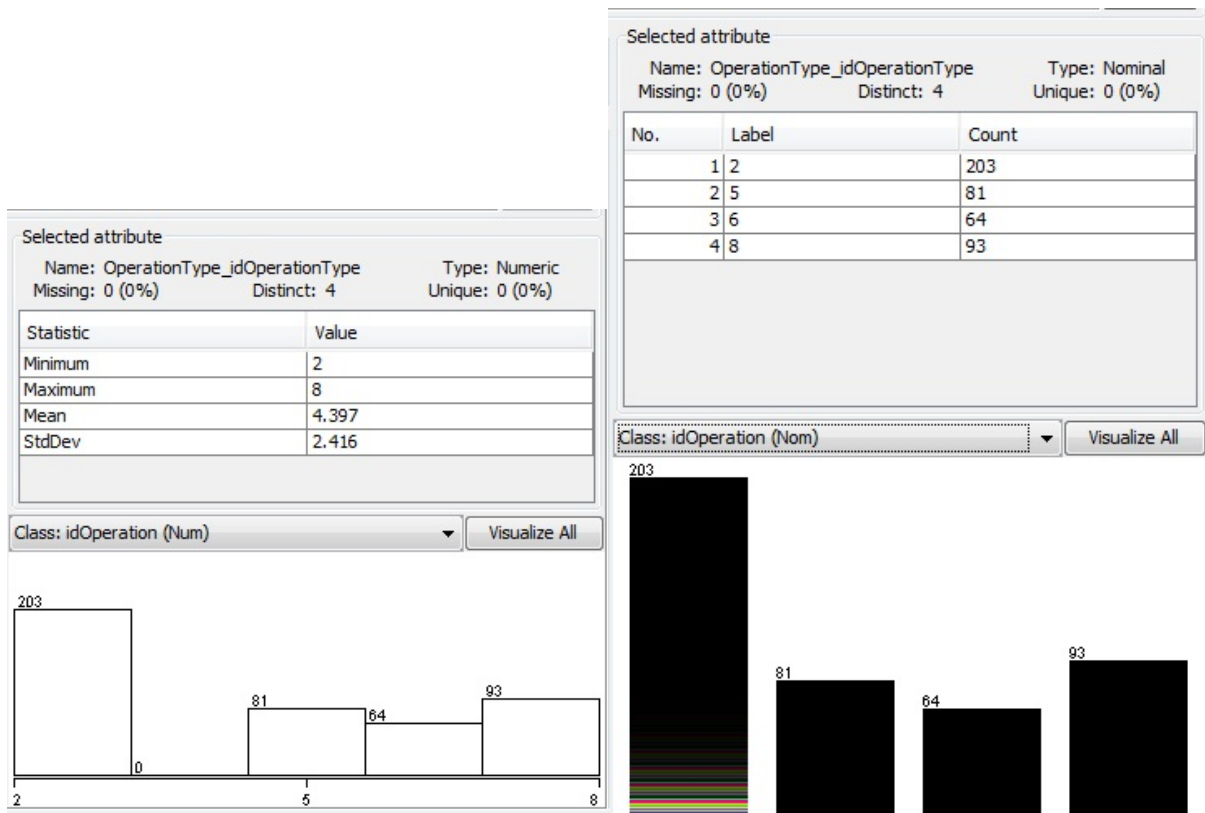 Selected attribute
Name: OperationType_idOperationType Type: Numeric
Missing: 0 (0%) Distinct: 4 Unique: 0 (0%)
Statistic Value
Minimum 2
Maximum 8
Mean 4.397
StdDev 2.416
Class: idOperation (Num) Visualize All
203
0
81
64
93
2 5 8
Selected attribute
Name: OperationType_idOperationType Type: Nominal
Missing: 0 (0%) Distinct: 4 Unique: 0 (0%)
No. Label Count
1 2 203
2 5 81
3 6 64
4 8 93
Class: idOperation (Nom) Visualize All
203
81
64
93